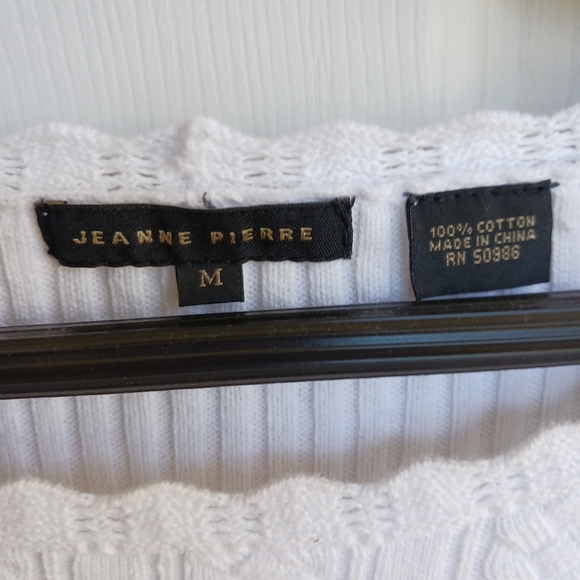 JEANNE PIERRE
M
100% COTTON
MADE IN CHINA
RN 50986